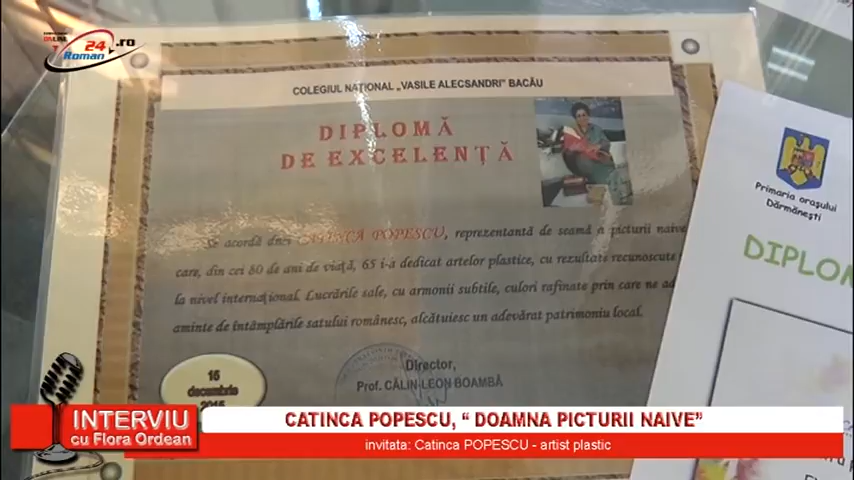 ONLINE
24.ro
Roman
COLEGIUL NAȚIONAL „VASILE ALECSANDRI” BACĂU
DIPLOMĂ
DE EXCELENȚĂ
Se acordă dnei CATINCA POPESCU, reprezentantă de seamă a picturii naive
care, din cei 80 de ani de viață, 65 i-a dedicat artelor plastice, cu rezultate recunoscute
la nivel internațional. Lucrările sale, cu armonii subtile, culori rafinate prin care ne
aminte de întâmplările satului românesc, alcătuiesc un adevărat patrimoniu local.
Director,
Prof. CĂLIN-LEON BOAMBĂ
15
decembrie
2015
Primaria orașului
Dărmănești
DIPLOM
INTERVIU
cu Flora Ordean
CATINCA POPESCU, “ DOAMNA PICTURII NAIVE”
invitata: Catinca POPESCU - artist plastic